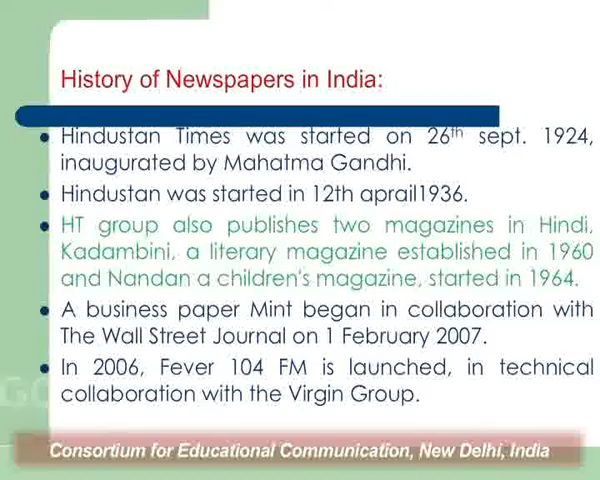 History of Newspapers in India:
• Hindustan Times was started on 26th sept. 1924,
inaugurated by Mahatma Gandhi.
• Hindustan was started in 12th aprail1936.
• HT group also publishes two magazines in Hindi,
Kadambini, a literary magazine established in 1960
and Nandan a children's magazine, started in 1964.
• A business paper Mint began in collaboration with
The Wall Street Journal on 1 February 2007.
• In 2006, Fever 104 FM is launched, in technical
collaboration with the Virgin Group.
Consortium for Educational Communication, New Delhi, India